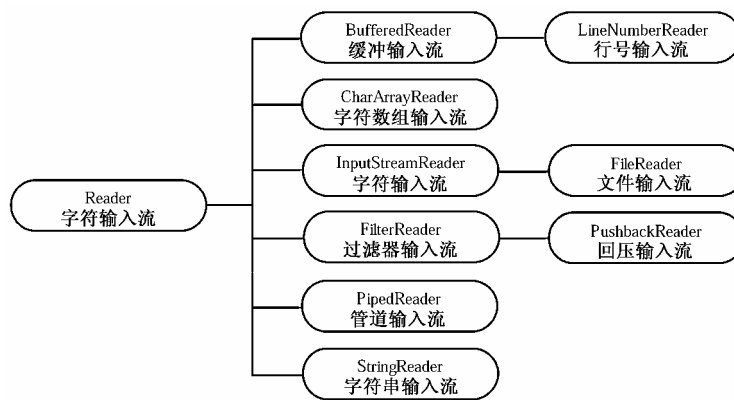 BufferedReader
缓冲输入流
LineNumberReader
行号输入流
CharArrayReader
字符数组输入流
InputStreamReader
字符输入流
FileReader
文件输入流
Reader
字符输入流
FilterReader
过滤器输入流
PushbackReader
回压输入流
PipedReader
管道输入流
StringReader
字符串输入流